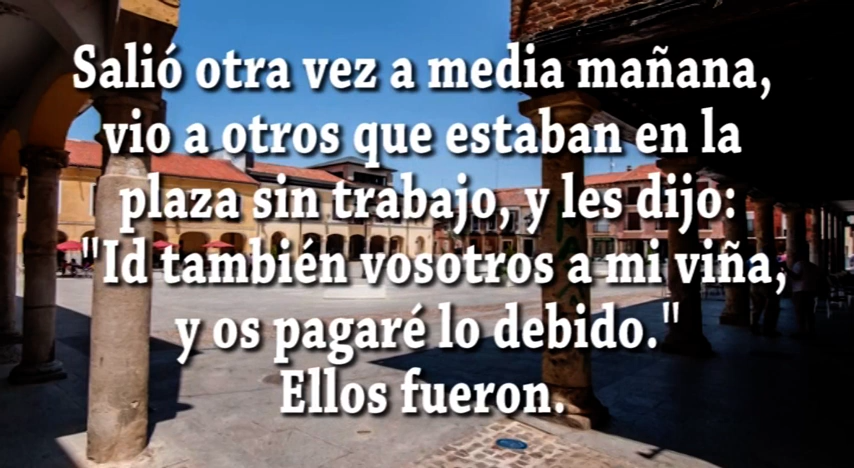 Salió otra vez a media mañana,
vio a otros que estaban en la
plaza sin trabajo, y les dijo:
"Id también vosotros a mi viña,
y os pagaré lo debido."
Ellos fueron.